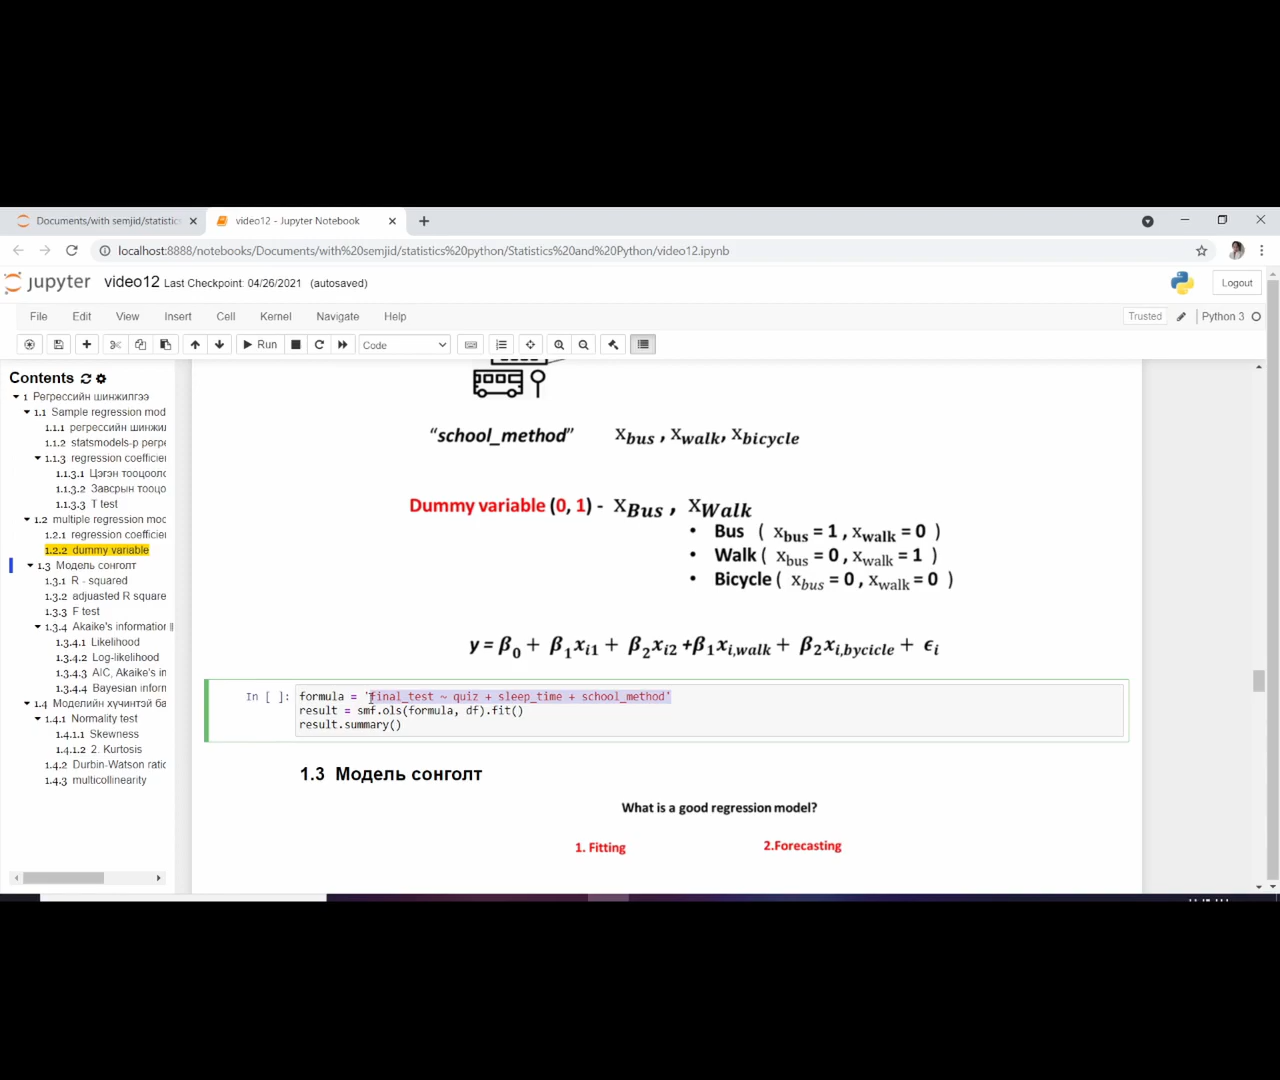 Documents/with semjid/statistic
video12 - Jupyter Notebook
localhost:8888/notebooks/Documents/with%20semjid/statistics%20python/Statistics%20and%20Python/video12.ipynb
jupyter video12 Last Checkpoint: 04/26/2021 (autosaved)
Logout
File Edit View Insert Cell Kernel Navigate Help
Trusted
Python 3
Run
Code
Contents
1 Регрессийн шинжилгээ
1.1 Sample regression mod
1.1.1 регрессийн шинжил
1.1.2 statsmodels-р регре
1.1.3 regression coefficien
1.1.3.1 Цэгэн тооцооло
1.1.3.2 Завсрын тооцо
1.1.3.3 T test
1.2 multiple regression moc
1.2.1 regression coefficier
1.2.2 dummy variable
1.3 Модель сонголт
1.3.1 R - squared
1.3.2 adjuasted R square
1.3.3 F test
1.3.4 Akaike's information
1.3.4.1 Likelihood
1.3.4.2 Log-likelihood
1.3.4.3 AIC, Akaike's in
1.3.4.4 Bayesian inforn
1.4 Моделийн хүчинтэй ба
1.4.1 Normality test
1.4.1.1 Skewness
1.4.1.2 2. Kurtosis
1.4.2 Durbin-Watson ratio
1.4.3 multicollinearity
“school_method” x_bus , x_walk, x_bicycle
Dummy variable (0, 1) - x_Bus , x_Walk
• Bus ( x_bus = 1 , x_walk = 0 )
• Walk ( x_bus = 0 , x_walk = 1 )
• Bicycle ( x_bus = 0 , x_walk = 0 )
y = β_0 + β_1x_i1 + β_2x_i2 +β_1x_i,walk + β_2x_i,bycicle + ϵ_i
In [ ]: formula = 'final_test ~ quiz + sleep_time + school_method'
result = smf.ols(formula, df).fit()
result.summary()
1.3 Модель сонголт
What is a good regression model?
1. Fitting
2.Forecasting